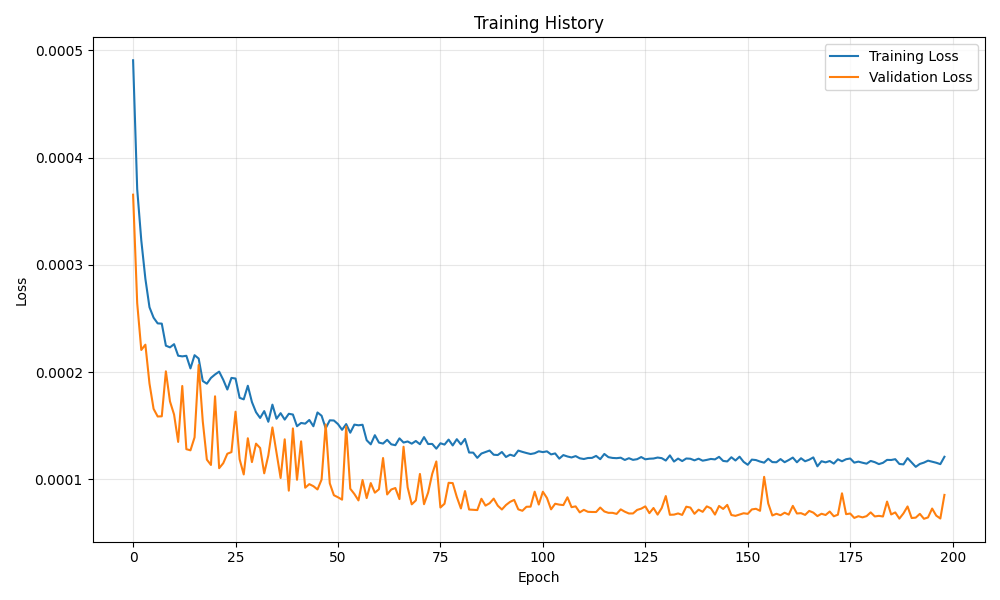 Training History
Training Loss
Validation Loss
0.0005
0.0004
0.0003
0.0002
0.0001
Loss
0 25 50 75 100 125 150 175 200
Epoch